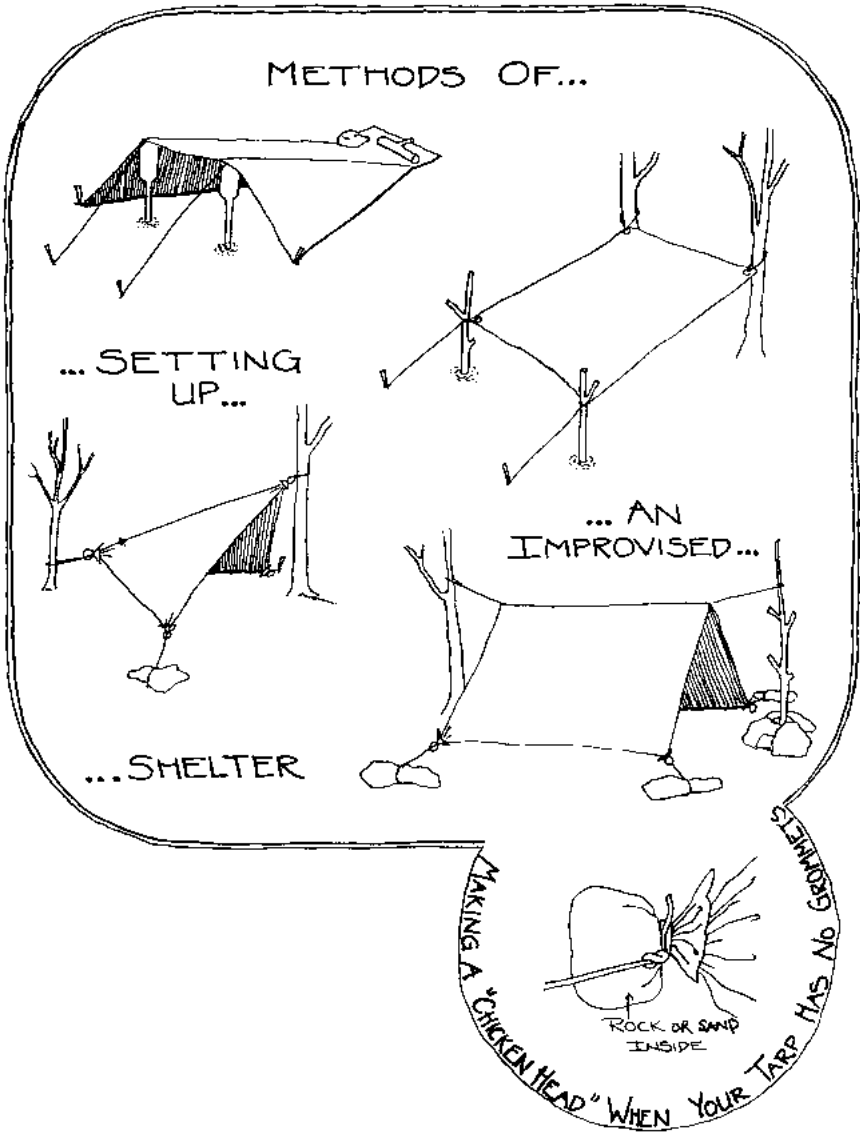 METHODS OF...
...SETTING
UP...
...AN
IMPROVISED...
...SHELTER
MAKING A "CHICKEN HEAD" WHEN YOUR TARP HAS NO GROMMETS
ROCK OR SAND
INSIDE